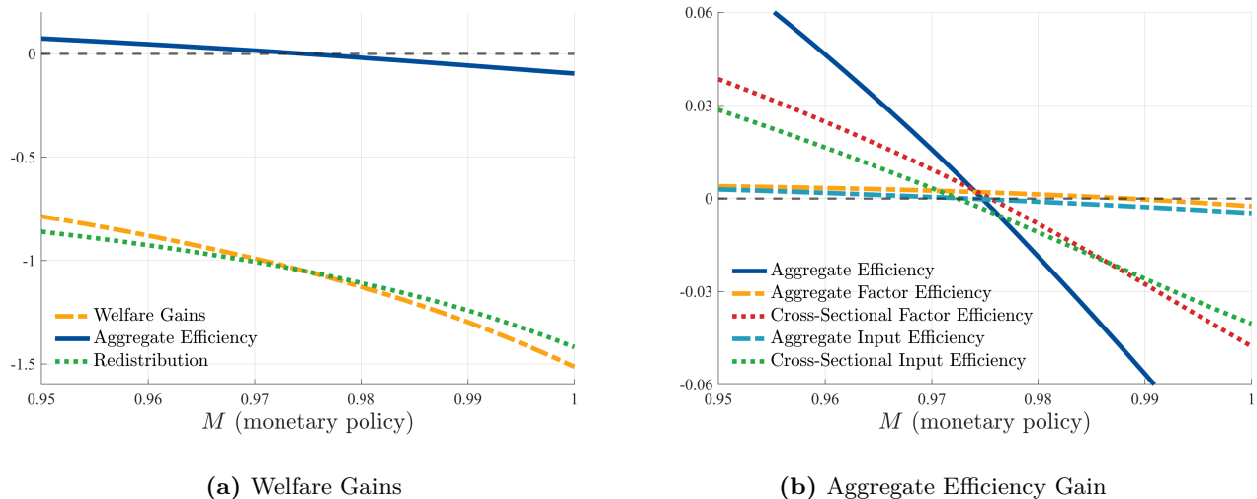 0
-0.5
-1
-1.5
0.95 0.96 0.97 0.98 0.99 1
M (monetary policy)
Welfare Gains
Aggregate Efficiency
Redistribution
(a) Welfare Gains
0.06
0.03
0
-0.03
-0.06
0.95 0.96 0.97 0.98 0.99 1
M (monetary policy)
Aggregate Efficiency
Aggregate Factor Efficiency
Cross-Sectional Factor Efficiency
Aggregate Input Efficiency
Cross-Sectional Input Efficiency
(b) Aggregate Efficiency Gain